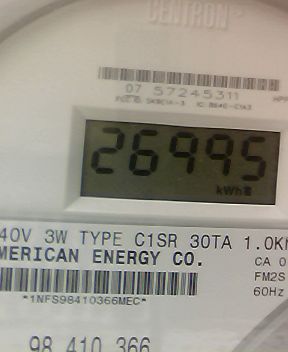 CENTRON
07 57245311
26995
kWh
40V 3W TYPE C1SR 30TA 1.0Kh
MERICAN ENERGY CO.
CA 0
FM2S
60Hz
*1NFS98410366MEC*
98 410 366